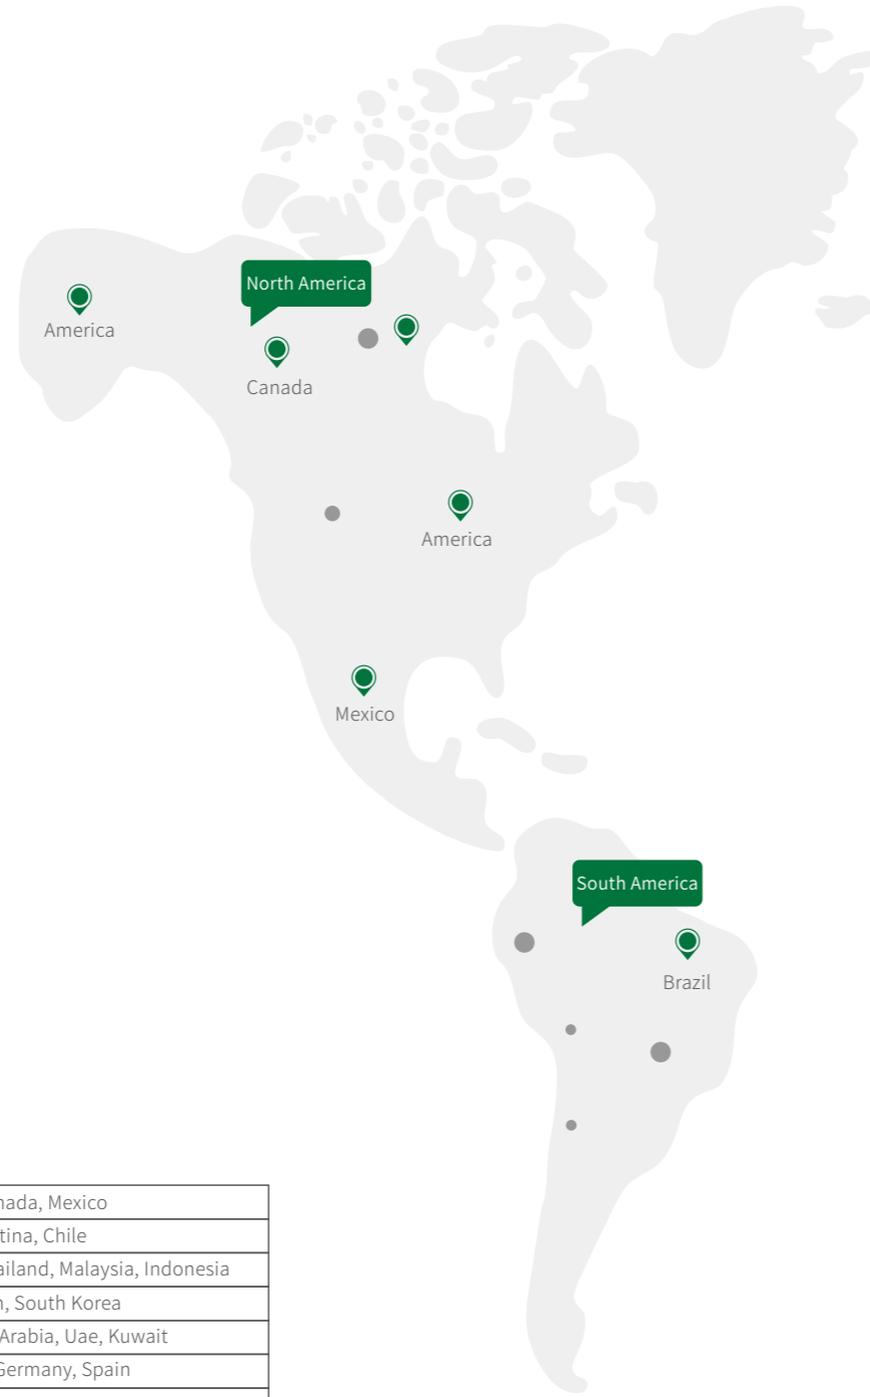 North America
America
Canada
America
Mexico
South America
Brazil
nada, Mexico
tina, Chile
ailand, Malaysia, Indonesia
, South Korea
Arabia, Uae, Kuwait
Germany, Spain